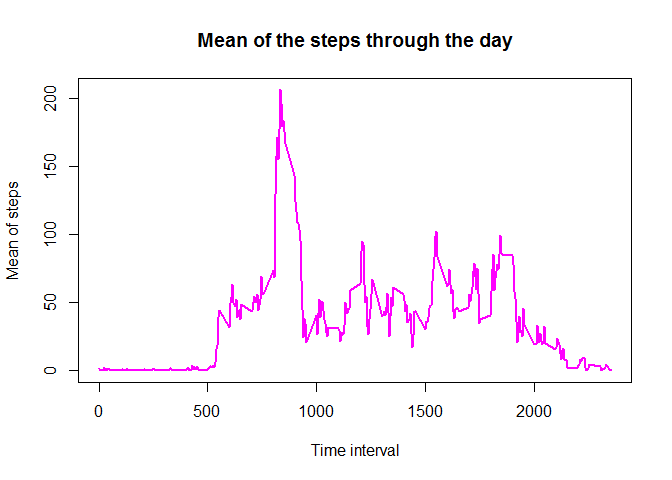 Mean of the steps through the day
Mean of steps
200
150
100
50
0
0 500 1000 1500 2000
Time interval